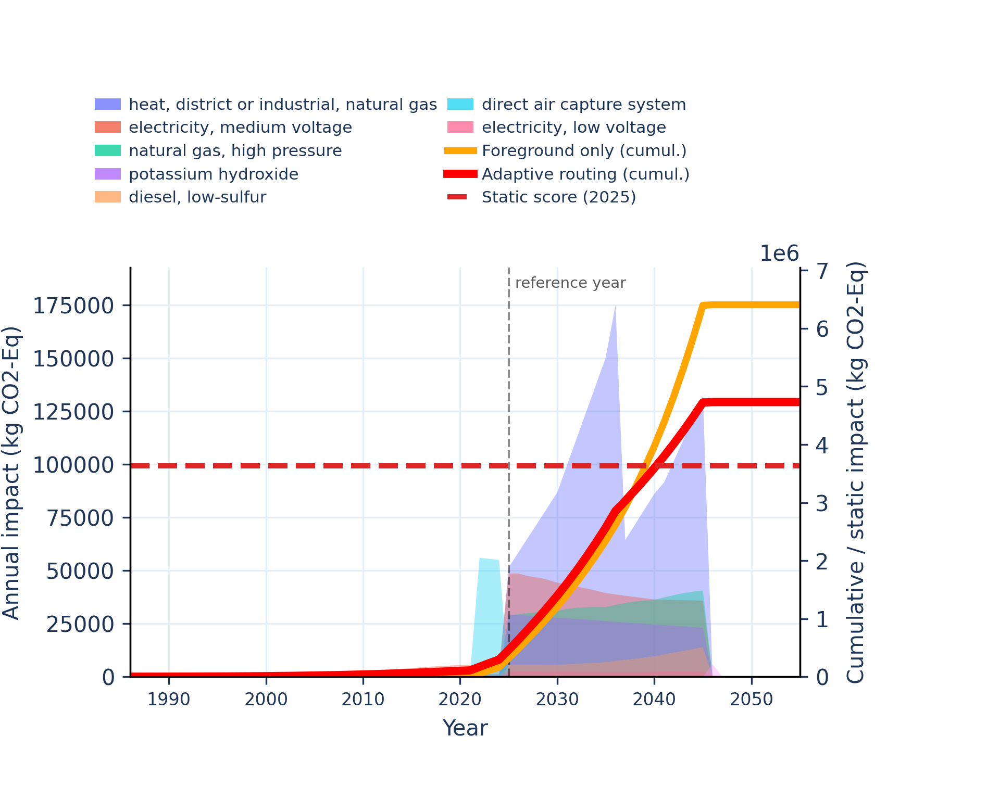 heat, district or industrial, natural gas
electricity, medium voltage
natural gas, high pressure
potassium hydroxide
diesel, low-sulfur
direct air capture system
electricity, low voltage
Foreground only (cumul.)
Adaptive routing (cumul.)
Static score (2025)
1e6
reference year
Annual impact (kg CO2-Eq)
175000
150000
125000
100000
75000
50000
25000
0
7
6
5
4
3
2
1
0
Cumulative / static impact (kg CO2-Eq)
1990
2000
2010
2020
2030
2040
2050
Year